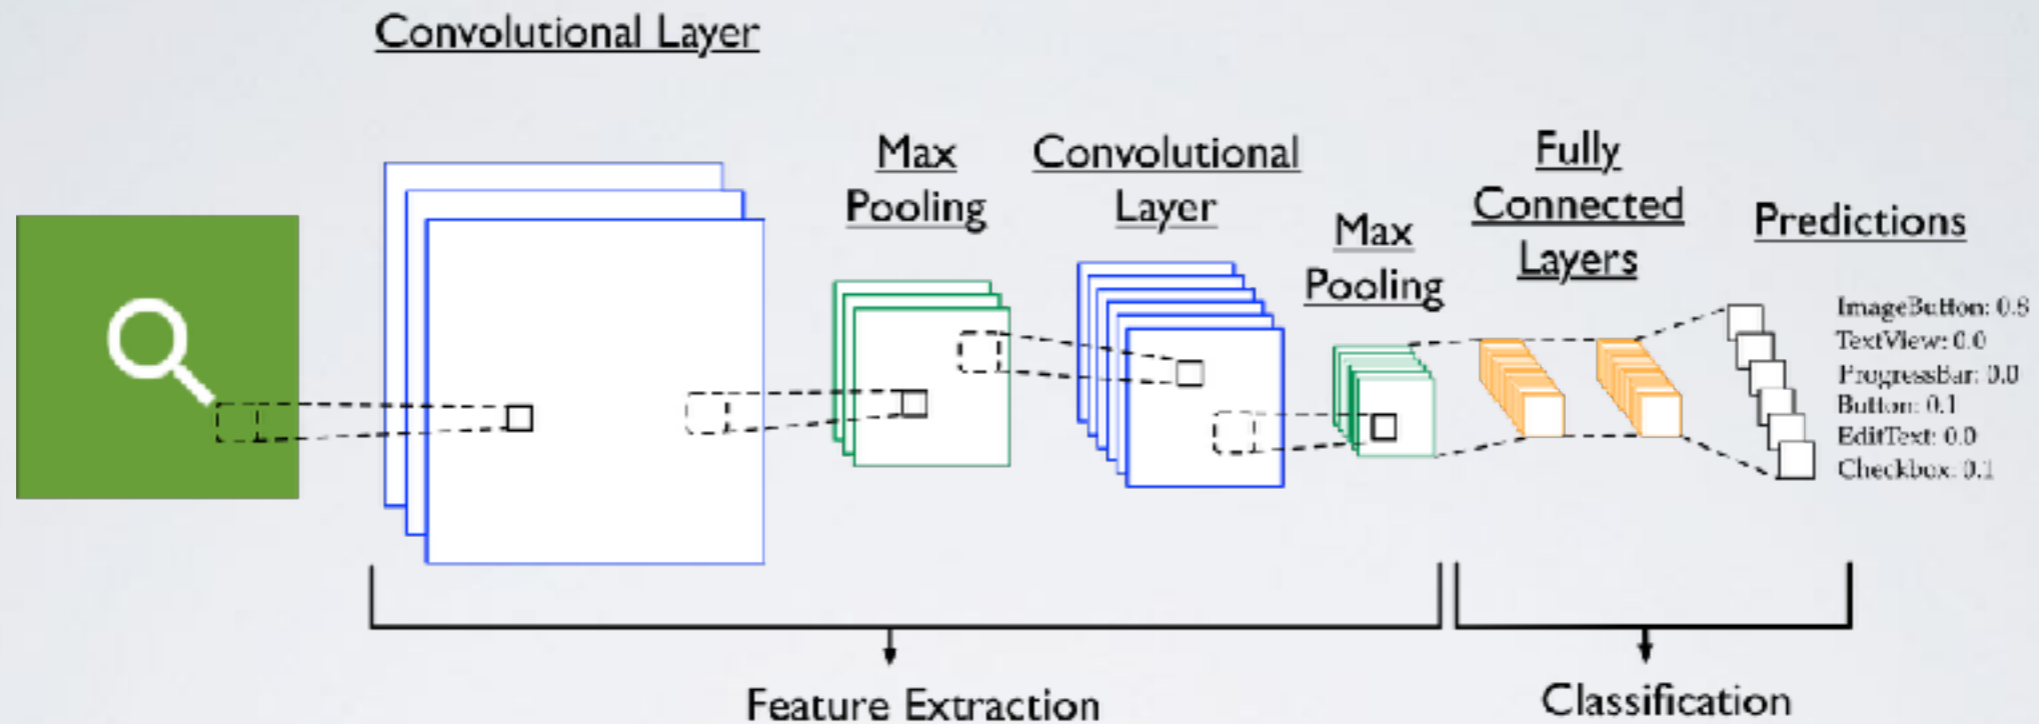 Convolutional Layer
Max
Pooling
Convolutional
Layer
Max
Pooling
Fully
Connected
Layers
Predictions
ImageButton: 0.8
TextView: 0.0
ProgressBar: 0.0
Button: 0.1
EditText: 0.0
Checkbox: 0.1
Feature Extraction
Classification